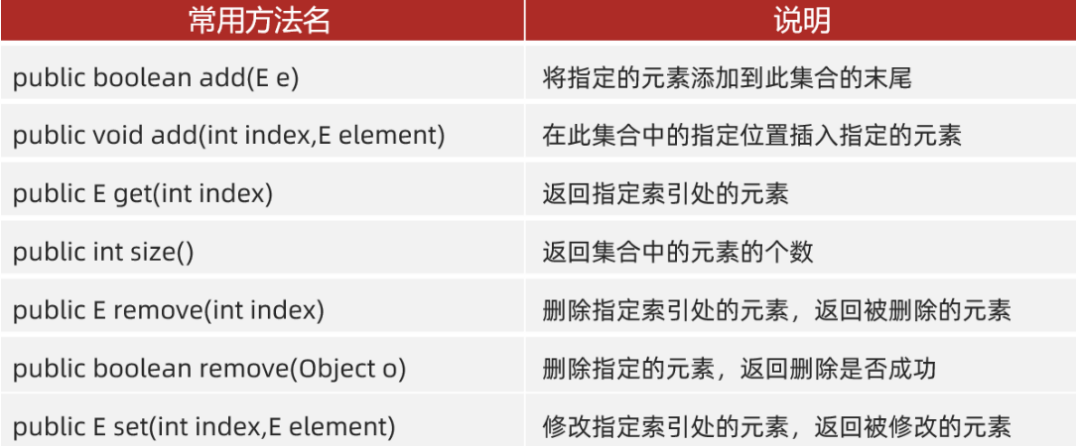 常用方法名 说明
public boolean add(E e) 将指定的元素添加到此集合的末尾
public void add(int index,E element) 在此集合中的指定位置插入指定的元素
public E get(int index) 返回指定索引处的元素
public int size() 返回集合中的元素的个数
public E remove(int index) 删除指定索引处的元素，返回被删除的元素
public boolean remove(Object o) 删除指定的元素，返回删除是否成功
public E set(int index,E element) 修改指定索引处的元素，返回被修改的元素